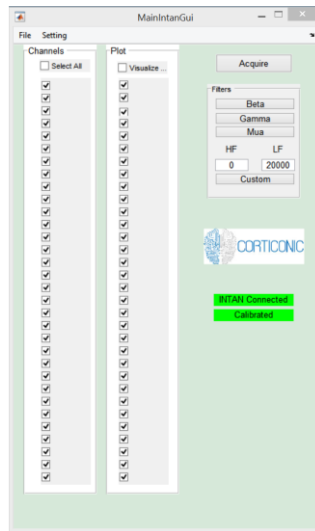 MainIntanGui
File Setting
Channels
Select All
Plot
Visualize ...
Acquire
Filters
Beta
Gamma
Mua
HF LF
0 20000
Custom
CORTICONIC
INTAN Connected
Calibrated